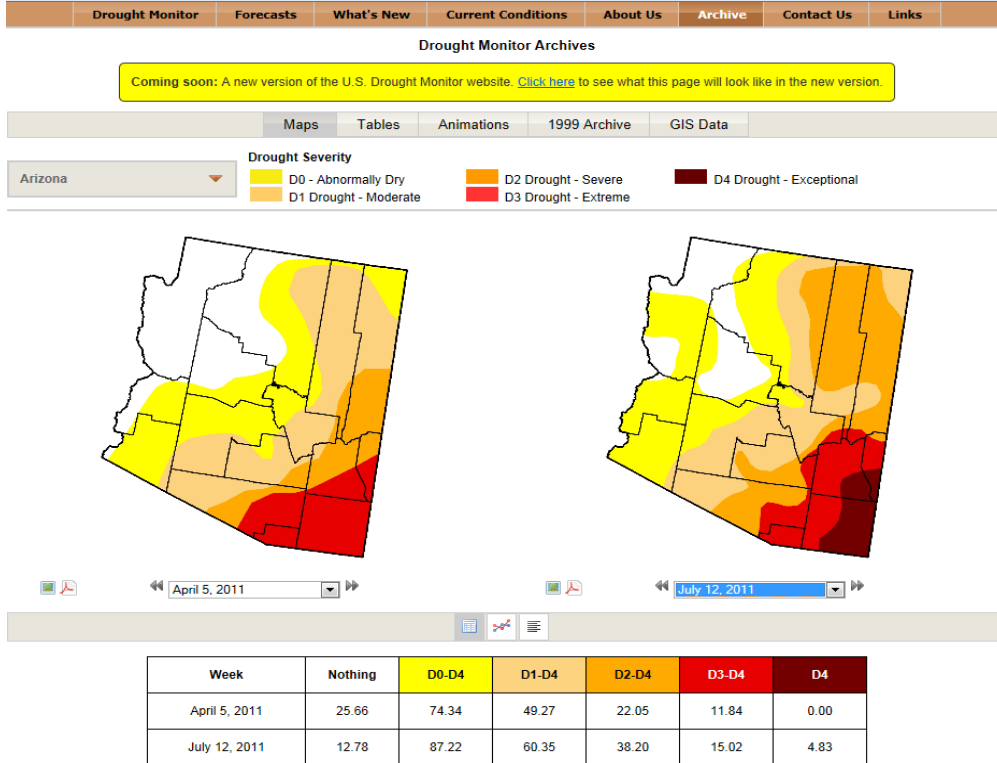 Drought Monitor Forecasts What's New Current Conditions About Us Archive Contact Us Links
Drought Monitor Archives
Coming soon: A new version of the U.S. Drought Monitor website. Click here to see what this page will look like in the new version.
Maps Tables Animations 1999 Archive GIS Data
Arizona
Drought Severity
D0 - Abnormally Dry D2 Drought - Severe D4 Drought - Exceptional
D1 Drought - Moderate D3 Drought - Extreme
April 5, 2011 July 12, 2011
Week Nothing D0-D4 D1-D4 D2-D4 D3-D4 D4
April 5, 2011 25.66 74.34 49.27 22.05 11.84 0.00
July 12, 2011 12.78 87.22 60.35 38.20 15.02 4.83